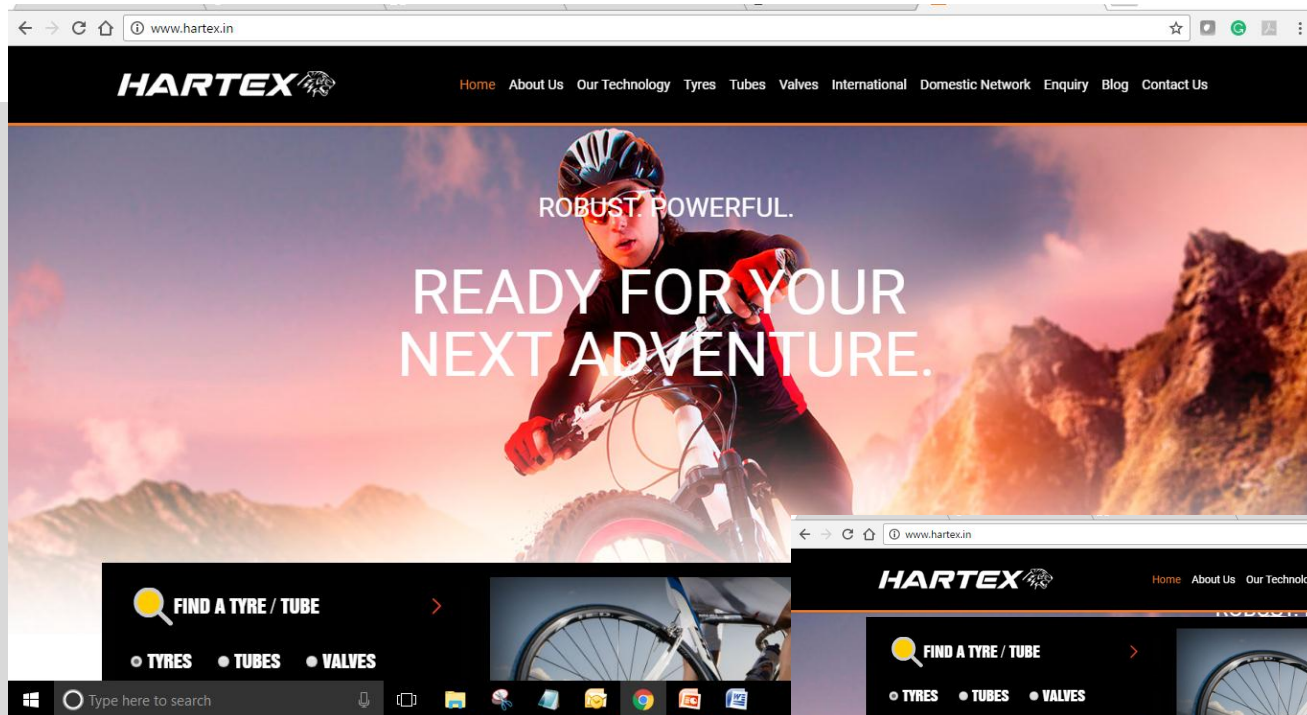 www.hartex.in
HARTEX
Home About Us Our Technology Tyres Tubes Valves International Domestic Network Enquiry Blog Contact Us
ROBUST. POWERFUL.
READY FOR YOUR
NEXT ADVENTURE.
FIND A TYRE / TUBE
TYRES TUBES VALVES
Type here to search
www.hartex.in
HARTEX
Home About Us Our Technolo
FIND A TYRE / TUBE
TYRES TUBES VALVES